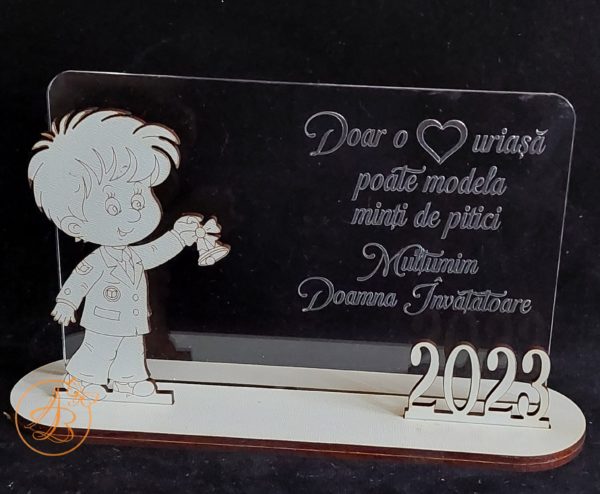 Doar o ♡ uriașă
poate modela
minți de pitici
Mulțumim
Doamna Învățătoare
2023